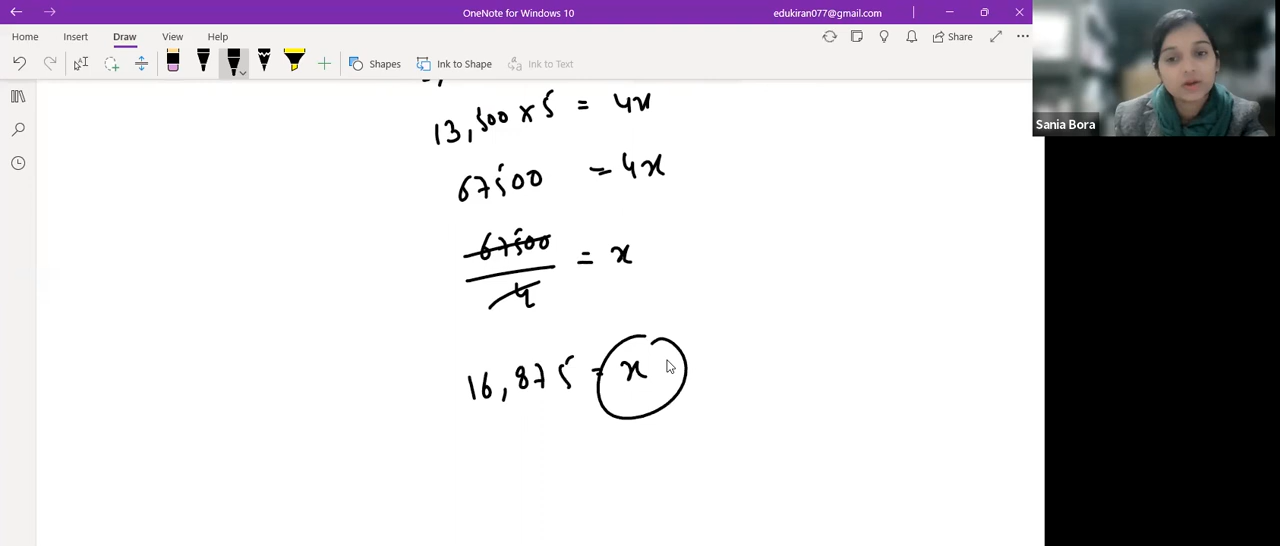 OneNote for Windows 10
edukiran077@gmail.com
Home Insert Draw View Help
Share
Shapes Ink to Shape Ink to Text
Sania Bora
13,500 x 5 = 4x
67500 = 4x
67500
4
= x
16,875 = x